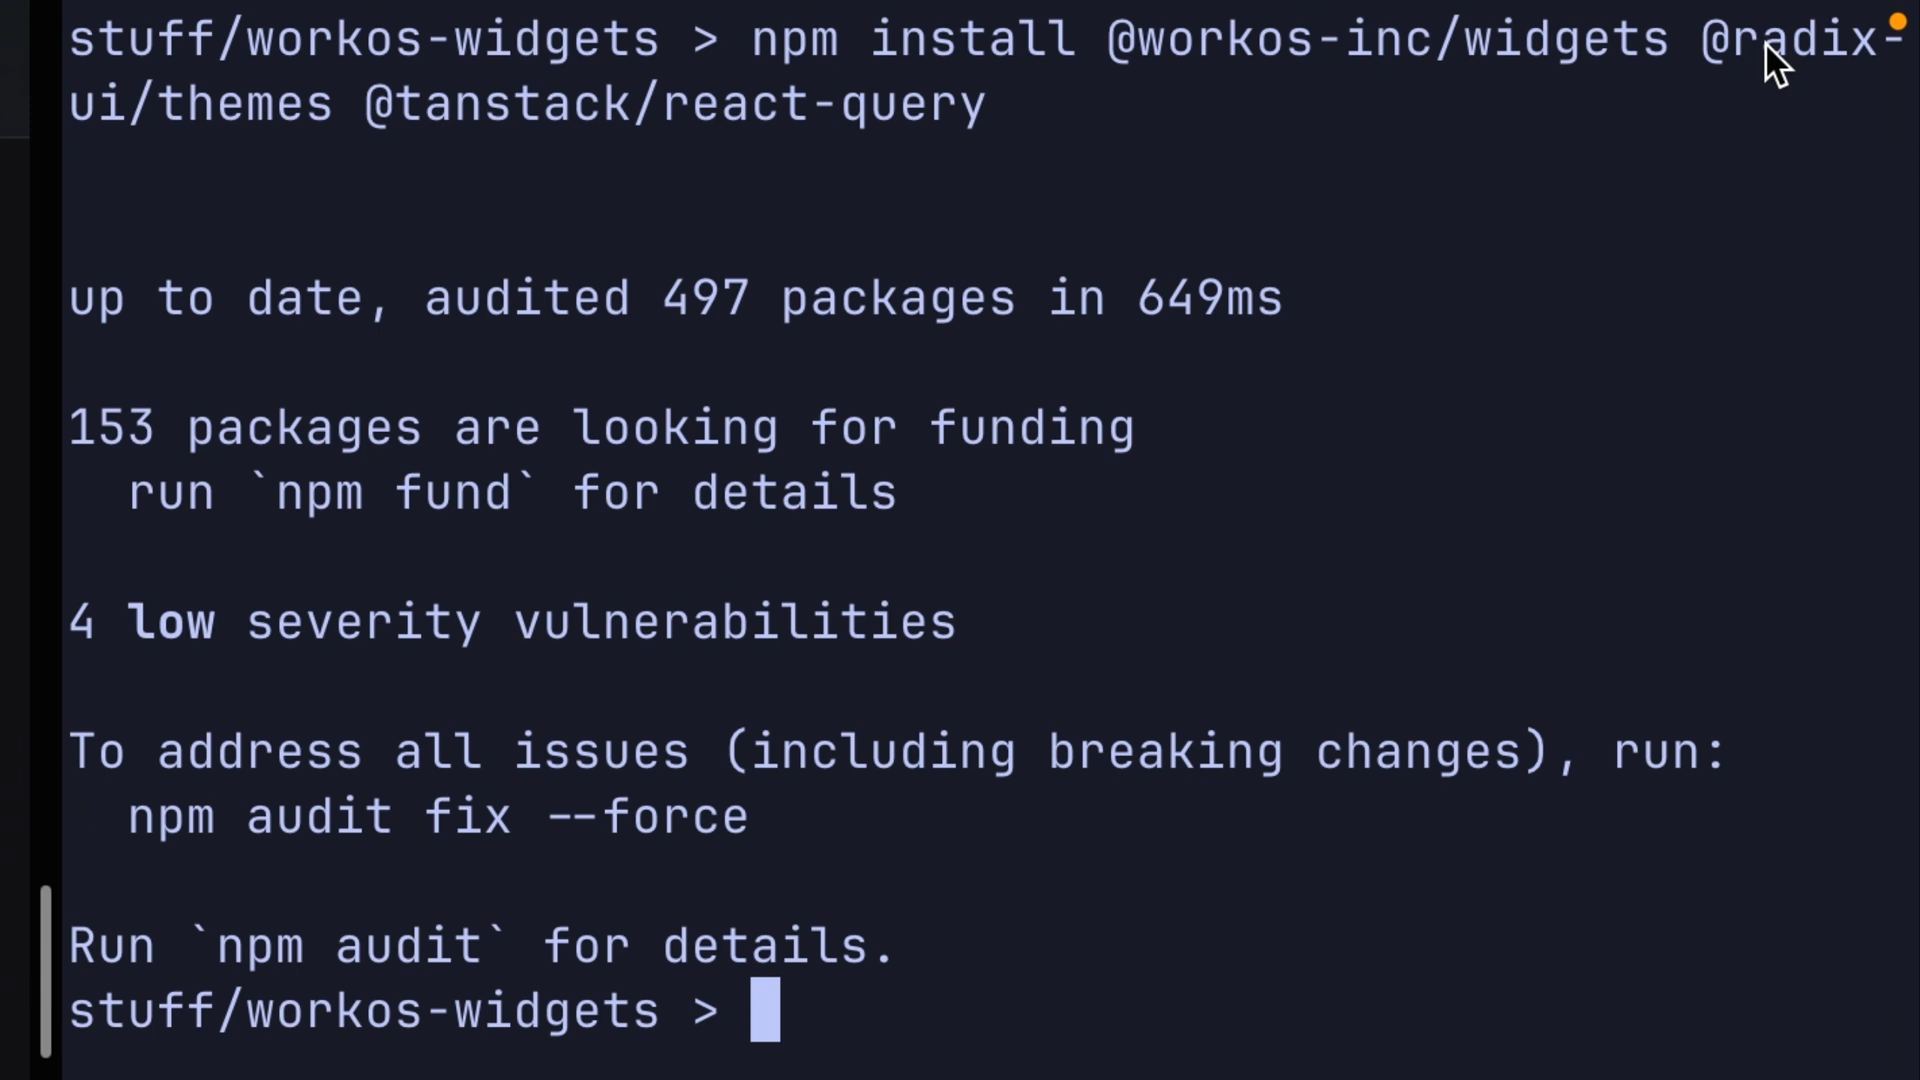 stuff/workos-widgets > npm install @workos-inc/widgets @radix-
ui/themes @tanstack/react-query
up to date, audited 497 packages in 649ms
153 packages are looking for funding
  run `npm fund` for details
4 low severity vulnerabilities
To address all issues (including breaking changes), run:
  npm audit fix --force
Run `npm audit` for details.
stuff/workos-widgets >